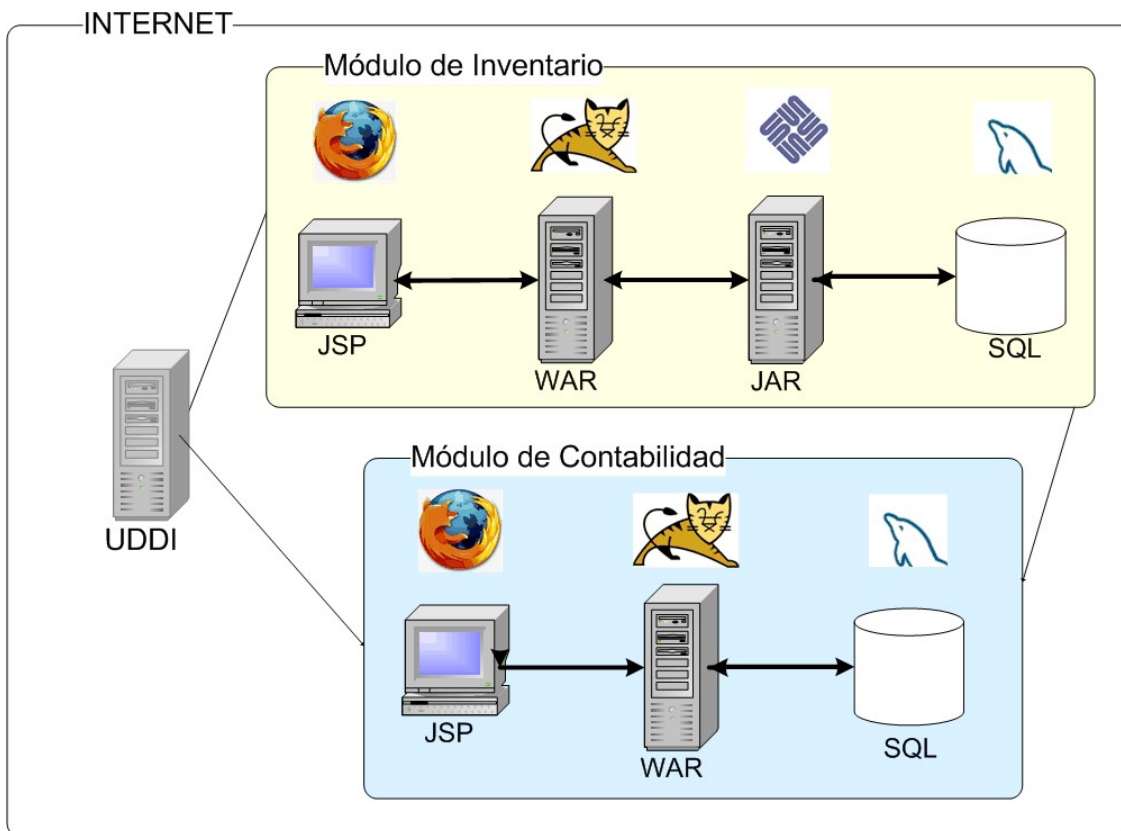 INTERNET
Módulo de Inventario
JSP
WAR
JAR
SQL
UDDI
Módulo de Contabilidad
JSP
WAR
SQL